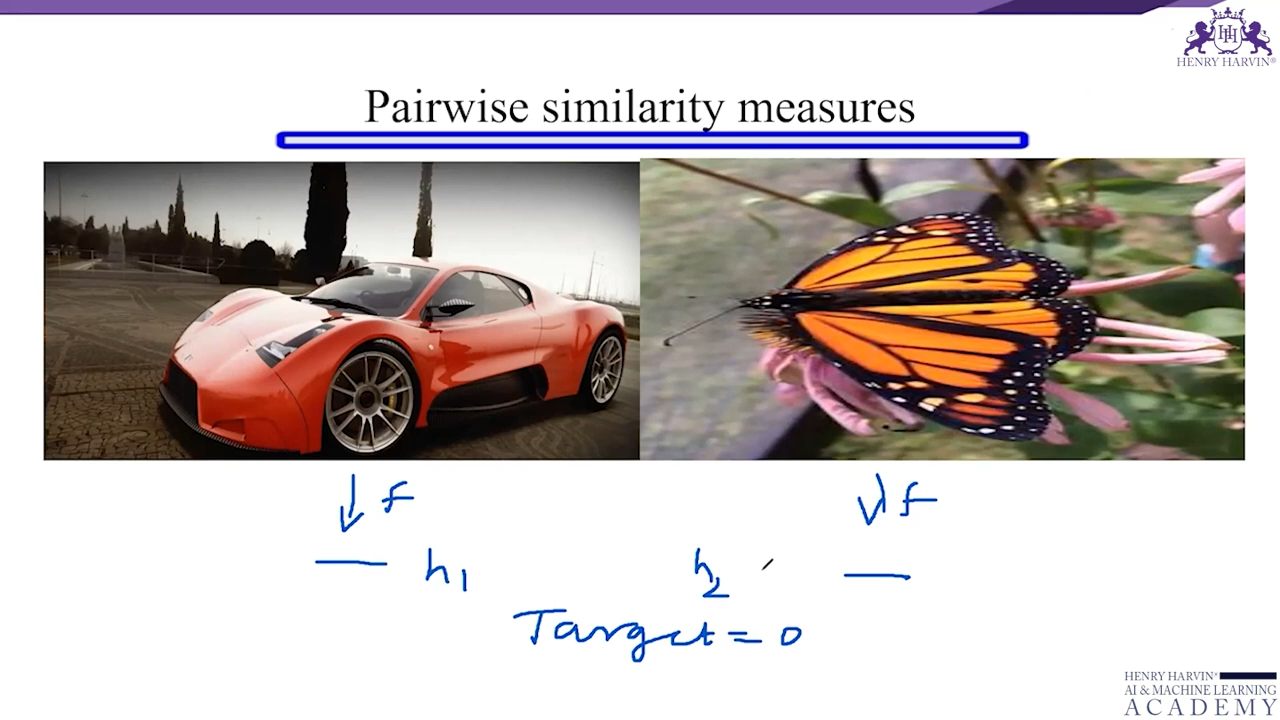 HENRY HARVIN®
Pairwise similarity measures
f f
h1 h2
Target = 0
HENRY HARVIN®
AI & MACHINE LEARNING
ACADEMY